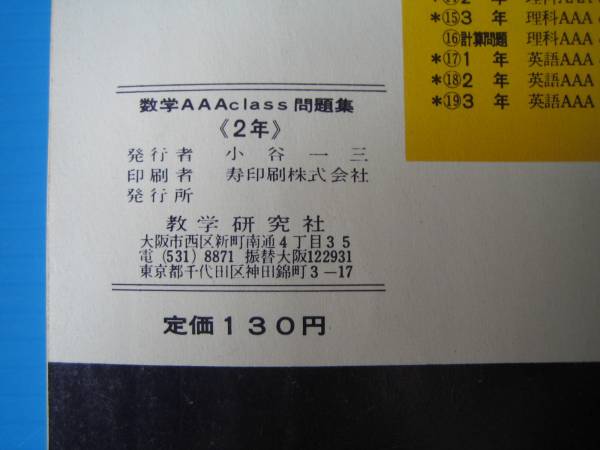 2 年
*⑮3 年 理科AAA
⑯計算問題 理科AAA
*⑰1 年 英語AAA
*⑱2 年 英語AAA
*⑲3 年 英語AAA
数学AAAclass問題集
《2年》
発行者 小谷一三
印刷者 寿印刷株式会社
発行所
教学研究社
大阪市西区新町南通4丁目35
電(531)8871 振替大阪122931
東京都千代田区神田錦町3―17
定価130円